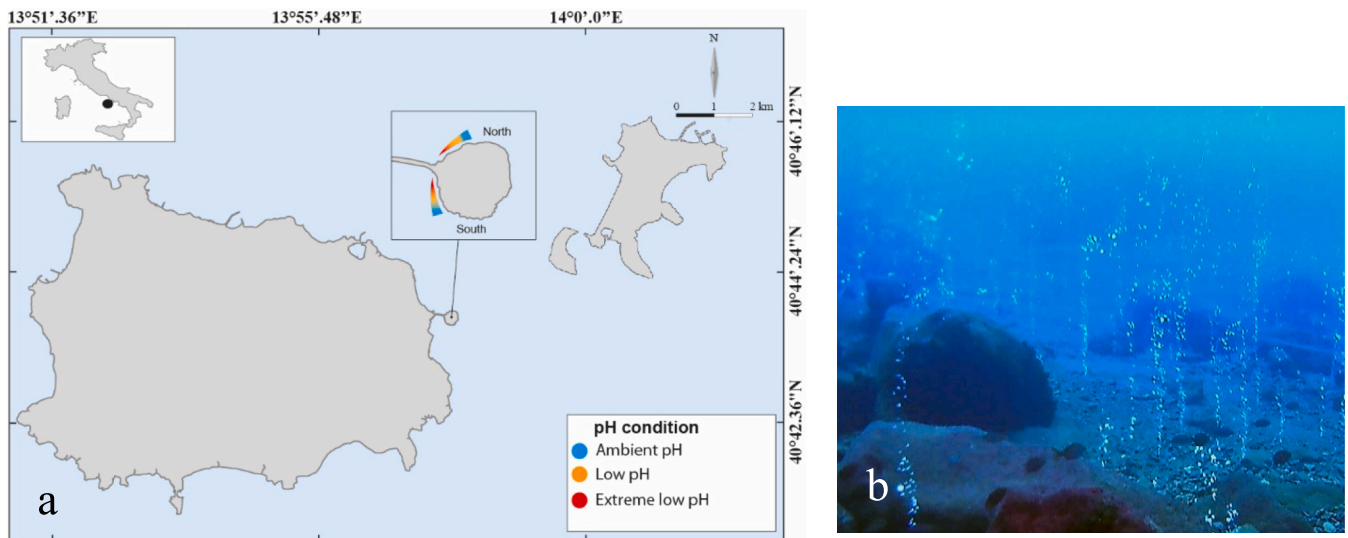 13°51’.36”E
13°55’.48”E
14°0’.0”E
N
0 1 2 km
40°46’.12”N
North
South
40°44’.24”N
40°42’.36”N
pH condition
Ambient pH
Low pH
Extreme low pH
a
b